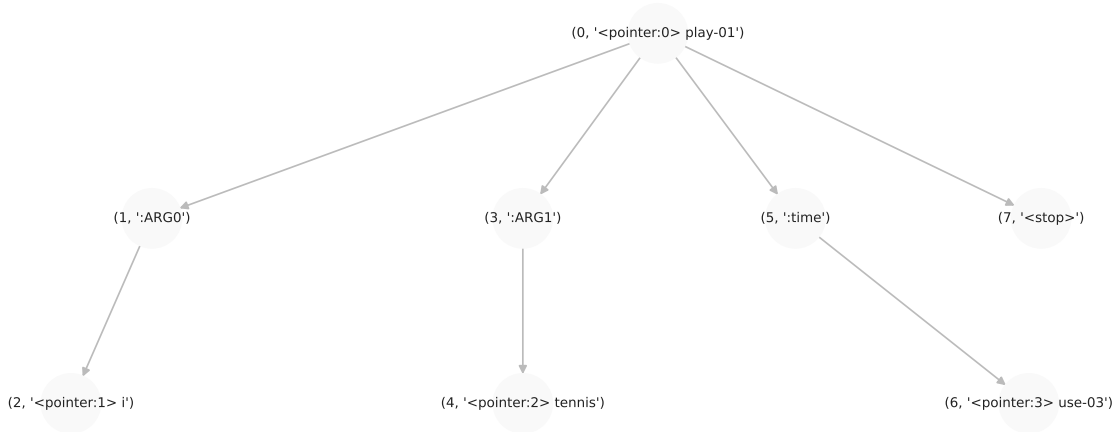 (0, '<pointer:0> play-01')
(1, ':ARG0')
(3, ':ARG1')
(5, ':time')
(7, '<stop>')
(2, '<pointer:1> i')
(4, '<pointer:2> tennis')
(6, '<pointer:3> use-03')